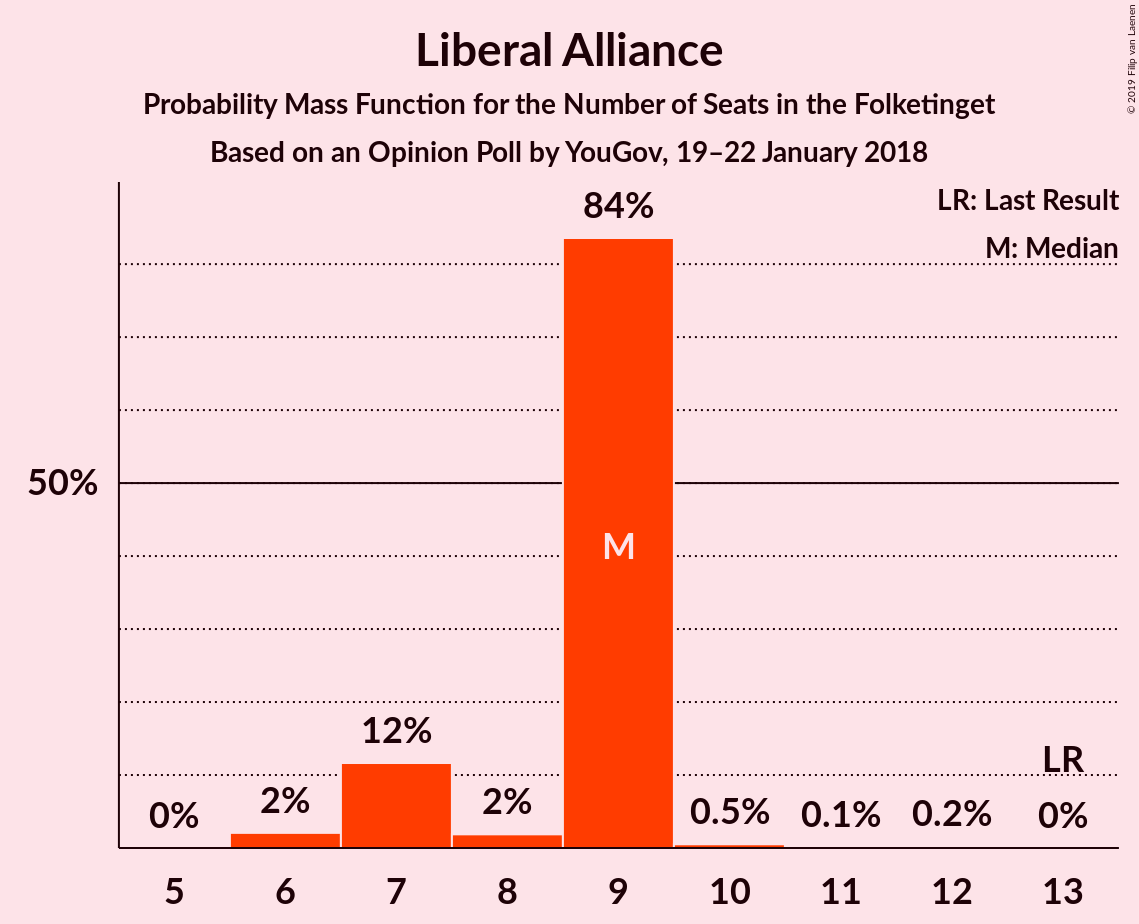 Liberal Alliance
Probability Mass Function for the Number of Seats in the Folketinget
Based on an Opinion Poll by YouGov, 19–22 January 2018
© 2019 Filip van Laenen
LR: Last Result
M: Median
84%
50%
M
12%
LR
0%
2%
2%
0.5%
0.1%
0.2%
0%
5 6 7 8 9 10 11 12 13